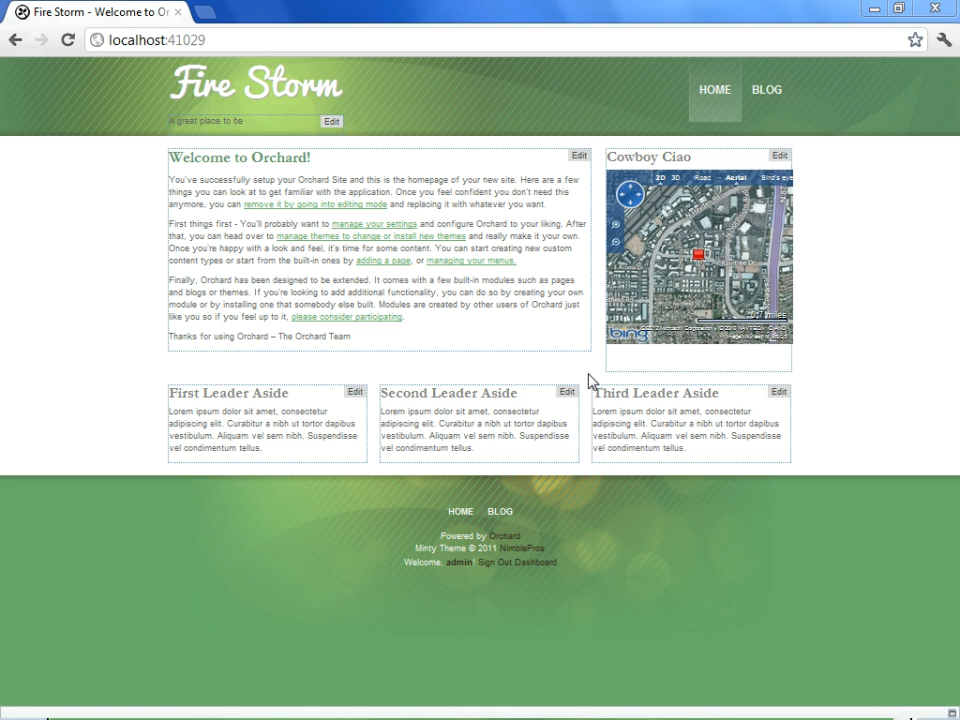 Fire Storm - Welcome to Or
localhost:41029
Fire Storm
HOME BLOG
A great place to be
Edit
Welcome to Orchard!
Edit
You've successfully setup your Orchard Site and this is the homepage of your new site. Here are a few
things you can look at to get familiar with the application. Once you feel confident you don't need this
anymore, you can remove it by going into editing mode and replacing it with whatever you want.
First things first - You'll probably want to manage your settings and configure Orchard to your liking. After
that, you can head over to manage themes to change or install new themes and really make it your own.
Once you're happy with a look and feel, it's time for some content. You can start creating new custom
content types or start from the built-in ones by adding a page, or managing your menus.
Finally, Orchard has been designed to be extended. It comes with a few built-in modules such as pages
and blogs or themes. If you're looking to add additional functionality, you can do so by creating your own
module or by installing one that somebody else built. Modules are created by other users of Orchard just
like you so if you feel up to it, please consider participating.
Thanks for using Orchard – The Orchard Team
Cowboy Ciao
Edit
2D 3D Road Aerial Bird's eye
0.7 miles
bing
First Leader Aside
Edit
Lorem ipsum dolor sit amet, consectetur
adipiscing elit. Curabitur a nibh ut tortor dapibus
vestibulum. Aliquam vel sem nibh. Suspendisse
vel condimentum tellus.
Second Leader Aside
Edit
Lorem ipsum dolor sit amet, consectetur
adipiscing elit. Curabitur a nibh ut tortor dapibus
vestibulum. Aliquam vel sem nibh. Suspendisse
vel condimentum tellus.
Third Leader Aside
Edit
Lorem ipsum dolor sit amet, consectetur
adipiscing elit. Curabitur a nibh ut tortor dapibus
vestibulum. Aliquam vel sem nibh. Suspendisse
vel condimentum tellus.
HOME BLOG
Powered by Orchard
Minty Theme © 2011 NimblePros
Welcome, admin! Sign Out Dashboard